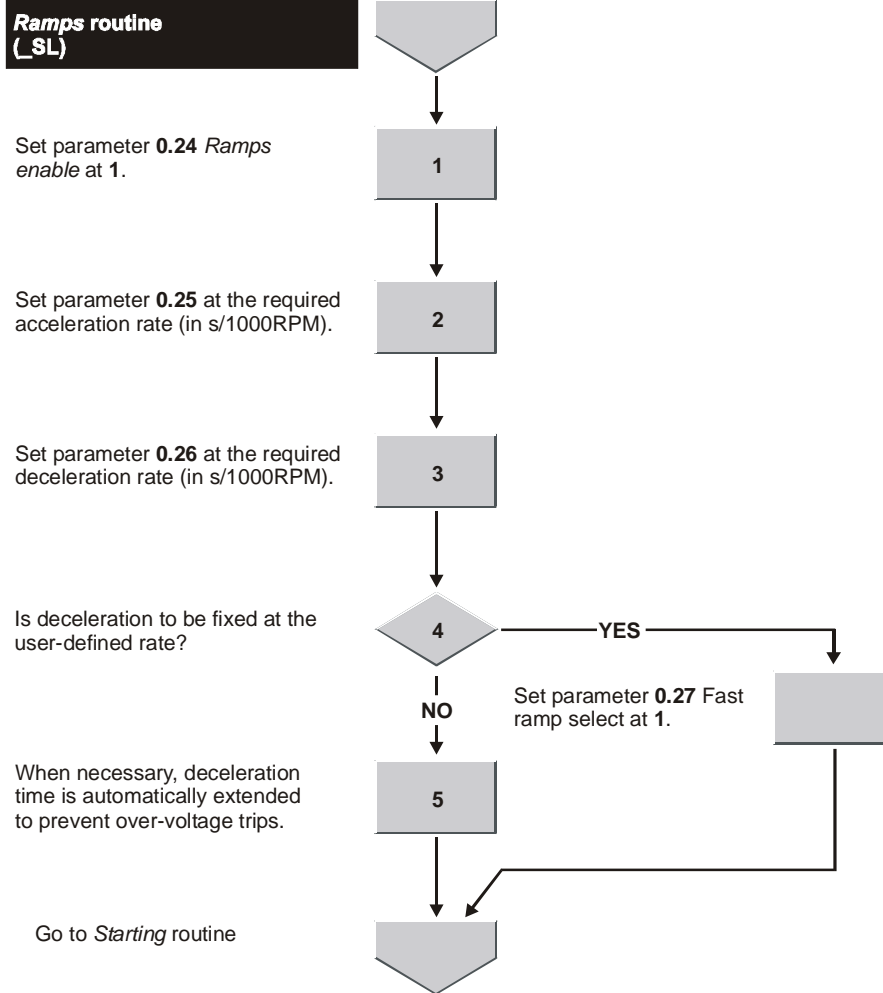 Ramps routine
(_SL)
Set parameter 0.24 Ramps
enable at 1.
1
Set parameter 0.25 at the required
acceleration rate (in s/1000RPM).
2
Set parameter 0.26 at the required
deceleration rate (in s/1000RPM).
3
Is deceleration to be fixed at the
user-defined rate?
4
YES
Set parameter 0.27 Fast
ramp select at 1.
NO
When necessary, deceleration
time is automatically extended
to prevent over-voltage trips.
5
Go to Starting routine